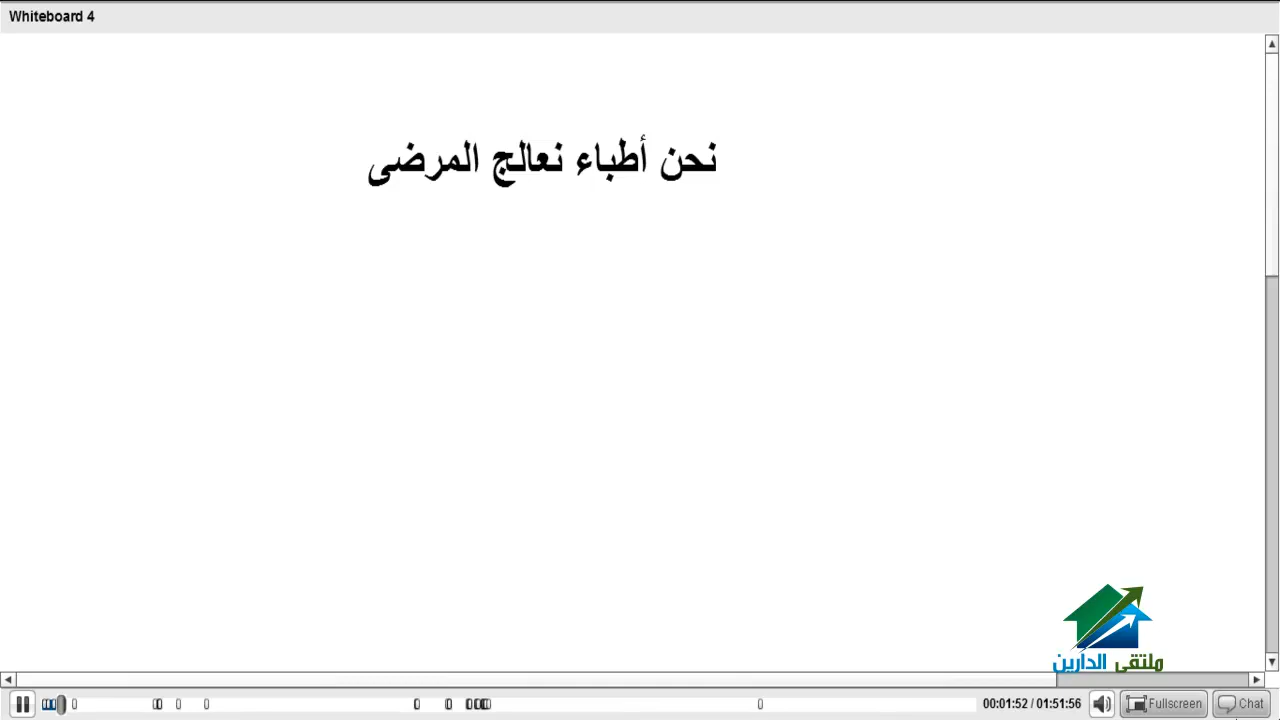 Whiteboard 4
نحن أطباء نعالج المرضى
ملتقى الدارين
00:01:52 / 01:51:56
Fullscreen
Chat